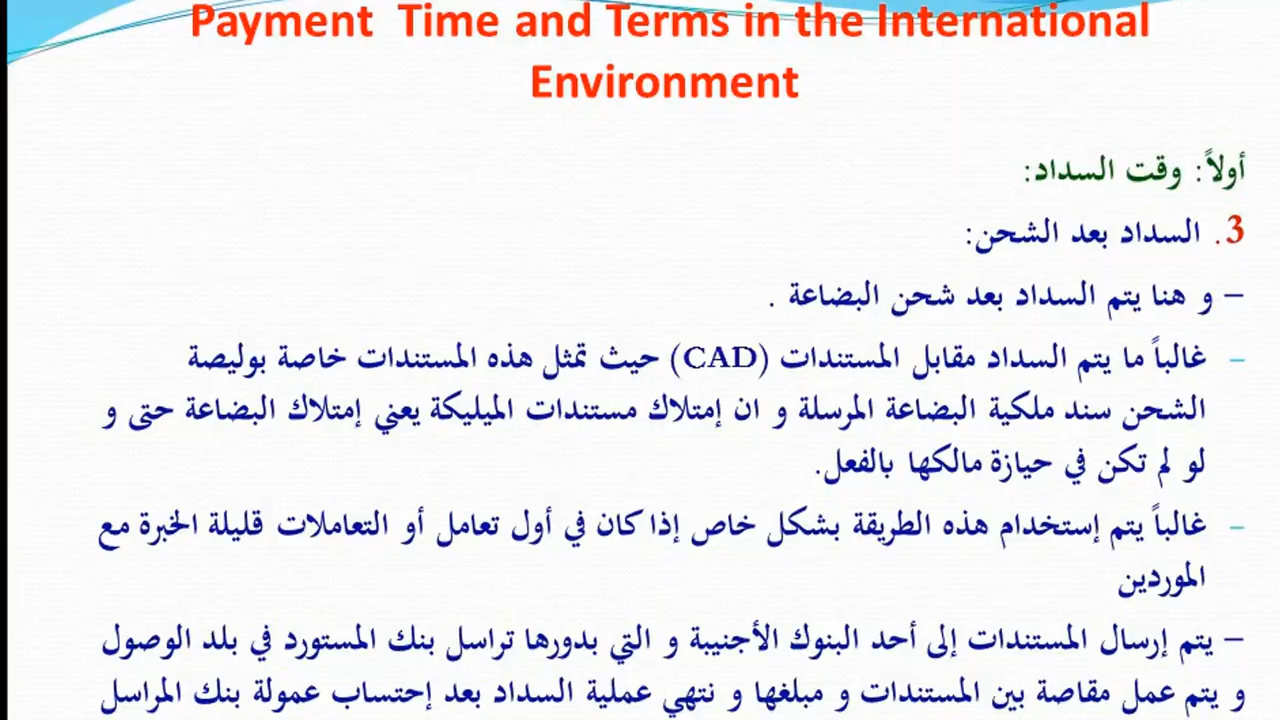 Payment Time and Terms in the International
Environment
أولاً: وقت السداد:
3. السداد بعد الشحن:
– و هنا يتم السداد بعد شحن البضاعة .
- غالباً ما يتم السداد مقابل المستندات (CAD) حيث تمثل هذه المستندات خاصة بوليصة
الشحن سند ملكية البضاعة المرسلة و ان إمتلاك مستندات الميليكة يعني إمتلاك البضاعة حتى و
لو لم تكن في حيازة مالكها بالفعل.
- غالباً يتم إستخدام هذه الطريقة بشكل خاص إذا كان في أول تعامل أو التعاملات قليلة الخبرة مع
الموردين
– يتم إرسال المستندات إلى أحد البنوك الأجنيبة و التي بدورها تراسل بنك المستورد في بلد الوصول
و يتم عمل مقاصة بين المستندات و مبلغها و نتهي عملية السداد بعد إحتساب عمولة بنك المراسل